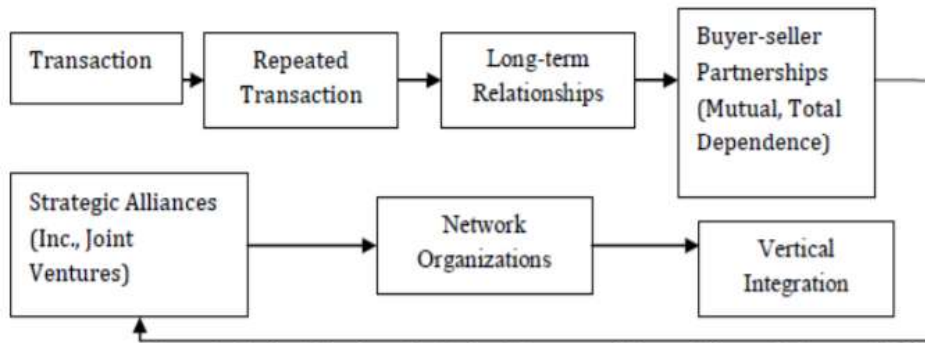 Transaction
Repeated
Transaction
Long-term
Relationships
Buyer-seller
Partnerships
(Mutual, Total
Dependence)
Strategic Alliances
(Inc., Joint
Ventures)
Network
Organizations
Vertical
Integration